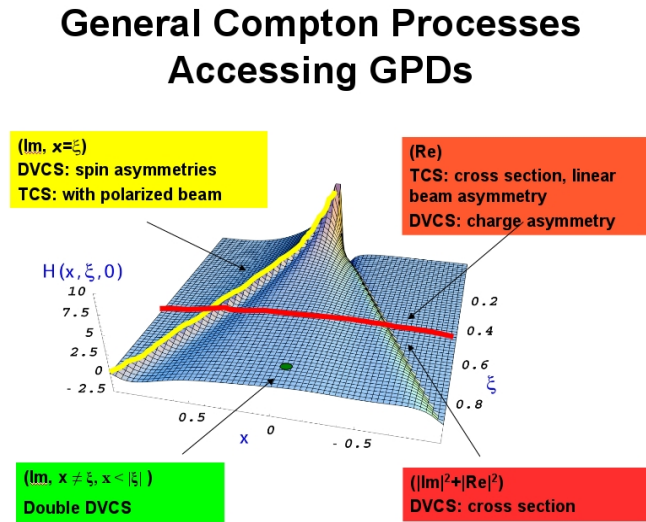 General Compton Processes
Accessing GPDs
(Im, x=ξ)
DVCS: spin asymmetries
TCS: with polarized beam
(Re)
TCS: cross section, linear
beam asymmetry
DVCS: charge asymmetry
H(x,ξ,0)
10
7.5
5
2.5
0
-2.5
0.2
0.4
0.6
0.8
ξ
0.5
0
-0.5
x
(Im, x ≠ ξ, x < |ξ| )
Double DVCS
(|Im|²+|Re|²)
DVCS: cross section